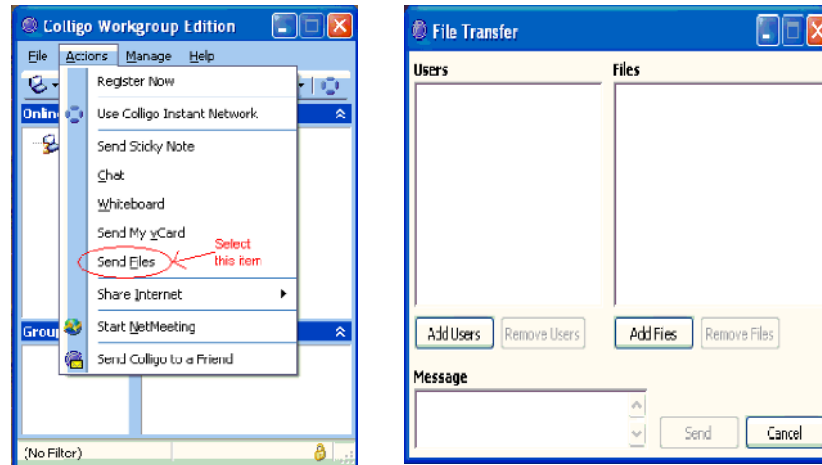 Colligo Workgroup Edition
File Actions Manage Help
Register Now
Onlin
Use Colligo Instant Network
Send Sticky Note
Chat
Whiteboard
Send My vCard
Select
Send Files
this item
Share Internet
Start NetMeeting
Grou
Send Colligo to a Friend
(No Filter)
File Transfer
Users Files
Add Users Remove Users Add Files Remove Files
Message
Send Cancel